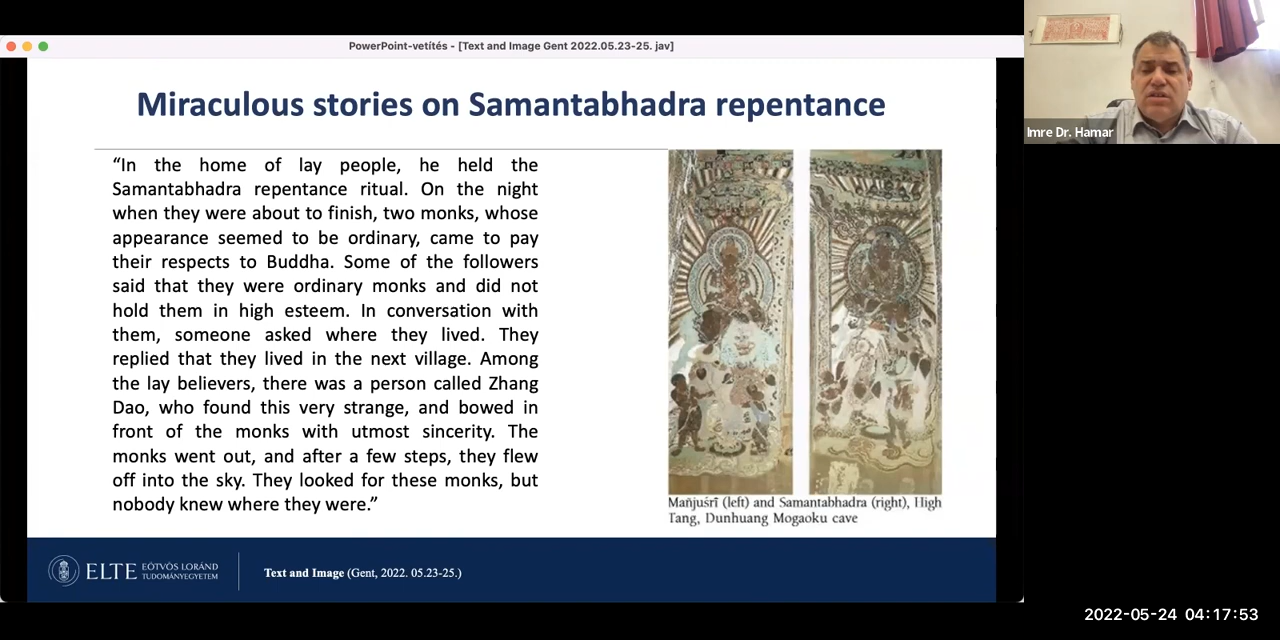 PowerPoint-vetítés - [Text and Image Gent 2022.05.23-25. jav]
Miraculous stories on Samantabhadra repentance
“In the home of lay people, he held the
Samantabhadra repentance ritual. On the night
when they were about to finish, two monks, whose
appearance seemed to be ordinary, came to pay
their respects to Buddha. Some of the followers
said that they were ordinary monks and did not
hold them in high esteem. In conversation with
them, someone asked where they lived. They
replied that they lived in the next village. Among
the lay believers, there was a person called Zhang
Dao, who found this very strange, and bowed in
front of the monks with utmost sincerity. The
monks went out, and after a few steps, they flew
off into the sky. They looked for these monks, but
nobody knew where they were.”
Mañjuśrī (left) and Samantabhadra (right), High
Tang, Dunhuang Mogaoku cave
ELTE
EÖTVÖS LORÁND
TUDOMÁNYEGYETEM
Text and Image (Gent, 2022. 05.23-25.)
Imre Dr. Hamar
2022-05-24 04:17:53